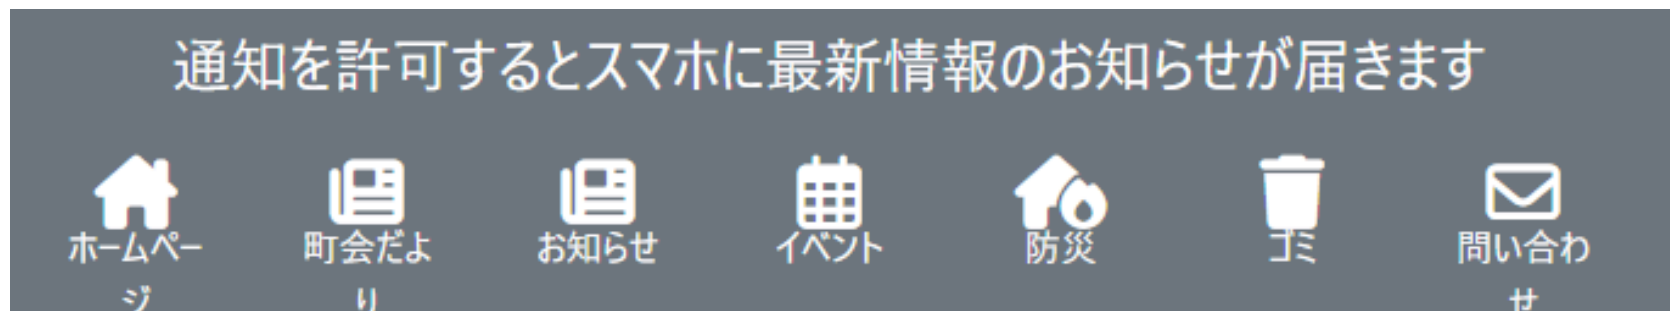 通知を許可するとスマホに最新情報のお知らせが届きます
ホームペー
ジ
町会だよ
り
お知らせ
イベント
防災
ゴミ
問い合わ
せ